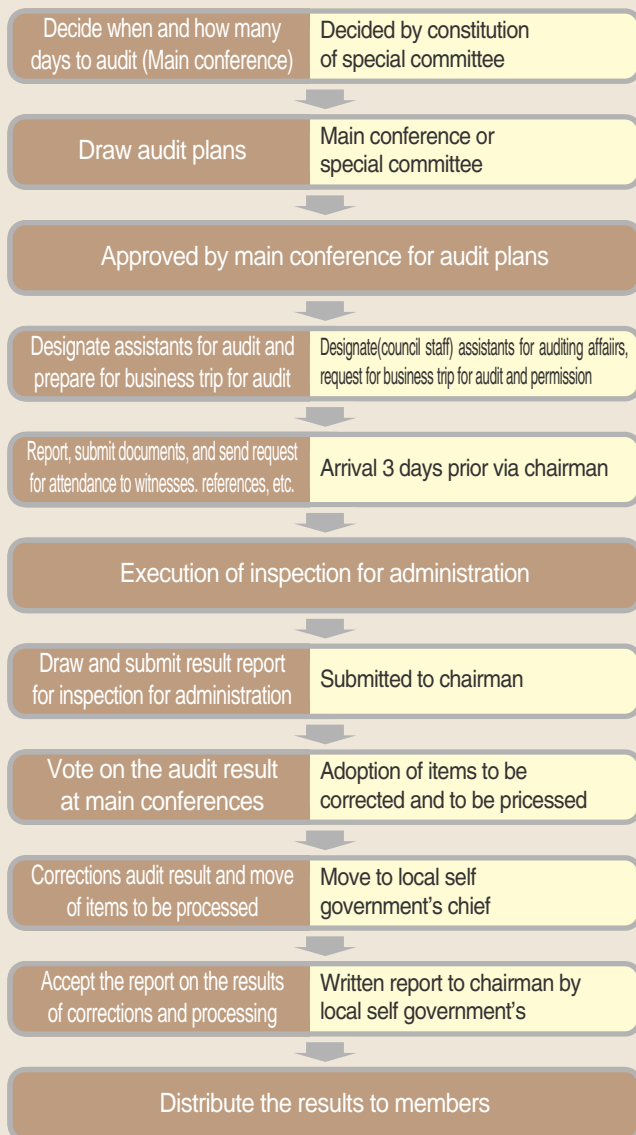 Decide when and how many
days to audit (Main conference)
Decided by constitution
of special committee
Draw audit plans
Main conference or
special committee
Approved by main conference for audit plans
Designate assistants for audit and
prepare for business trip for audit
Designate(council staff) assistants for auditing affaiirs,
request for business trip for audit and permission
Report, submit documents, and send request
for attendance to witnesses. references, etc.
Arrival 3 days prior via chairman
Execution of inspection for administration
Draw and submit result report
for inspection for administration
Submitted to chairman
Vote on the audit result
at main conferences
Adoption of items to be
corrected and to be pricessed
Corrections audit result and move
of items to be processed
Move to local self
government's chief
Accept the report on the results
of corrections and processing
Written report to chairman by
local self government's
Distribute the results to members